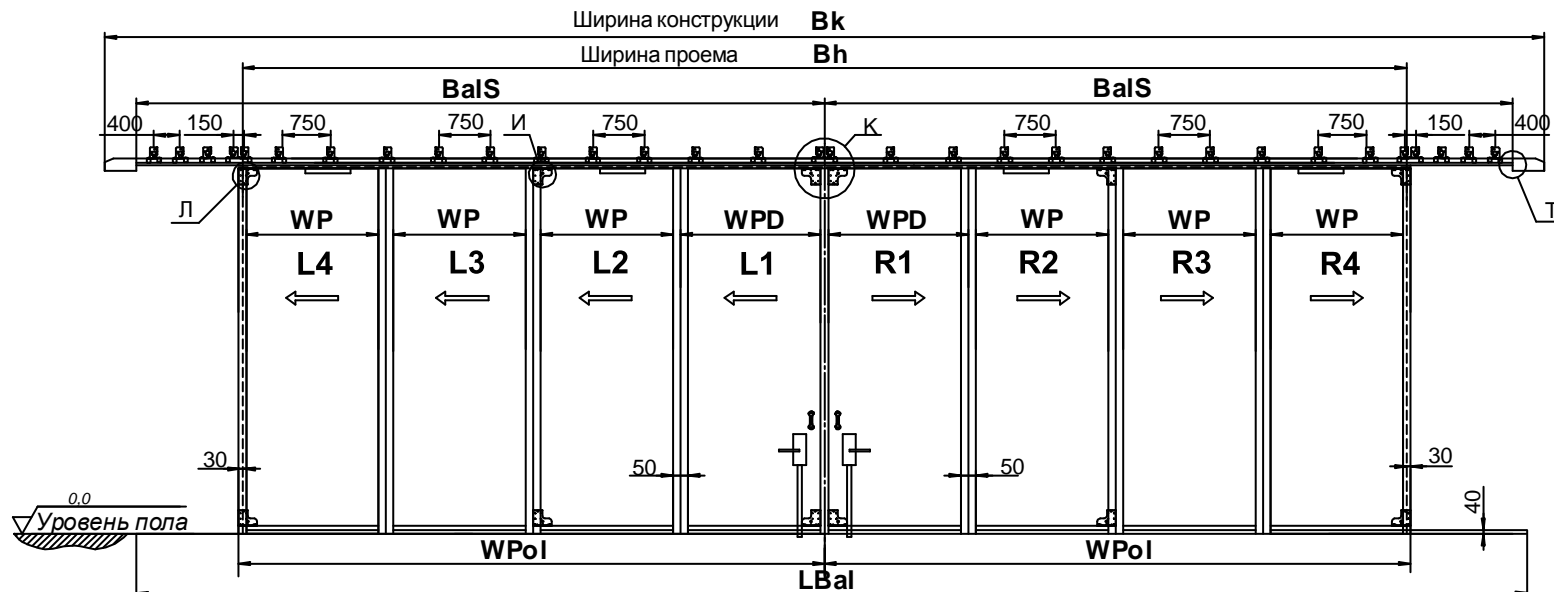 Ширина конструкции Bk
Ширина проема Bh
BalS BalS
400 150 750 750 И 750 К 750 750 750 150 400
Л Т
WP WP WP WPD WPD WP WP WP
L4 L3 L2 L1 R1 R2 R3 R4
30 50 50 30
0,0
Уровень пола
40
WPol WPol
LBal